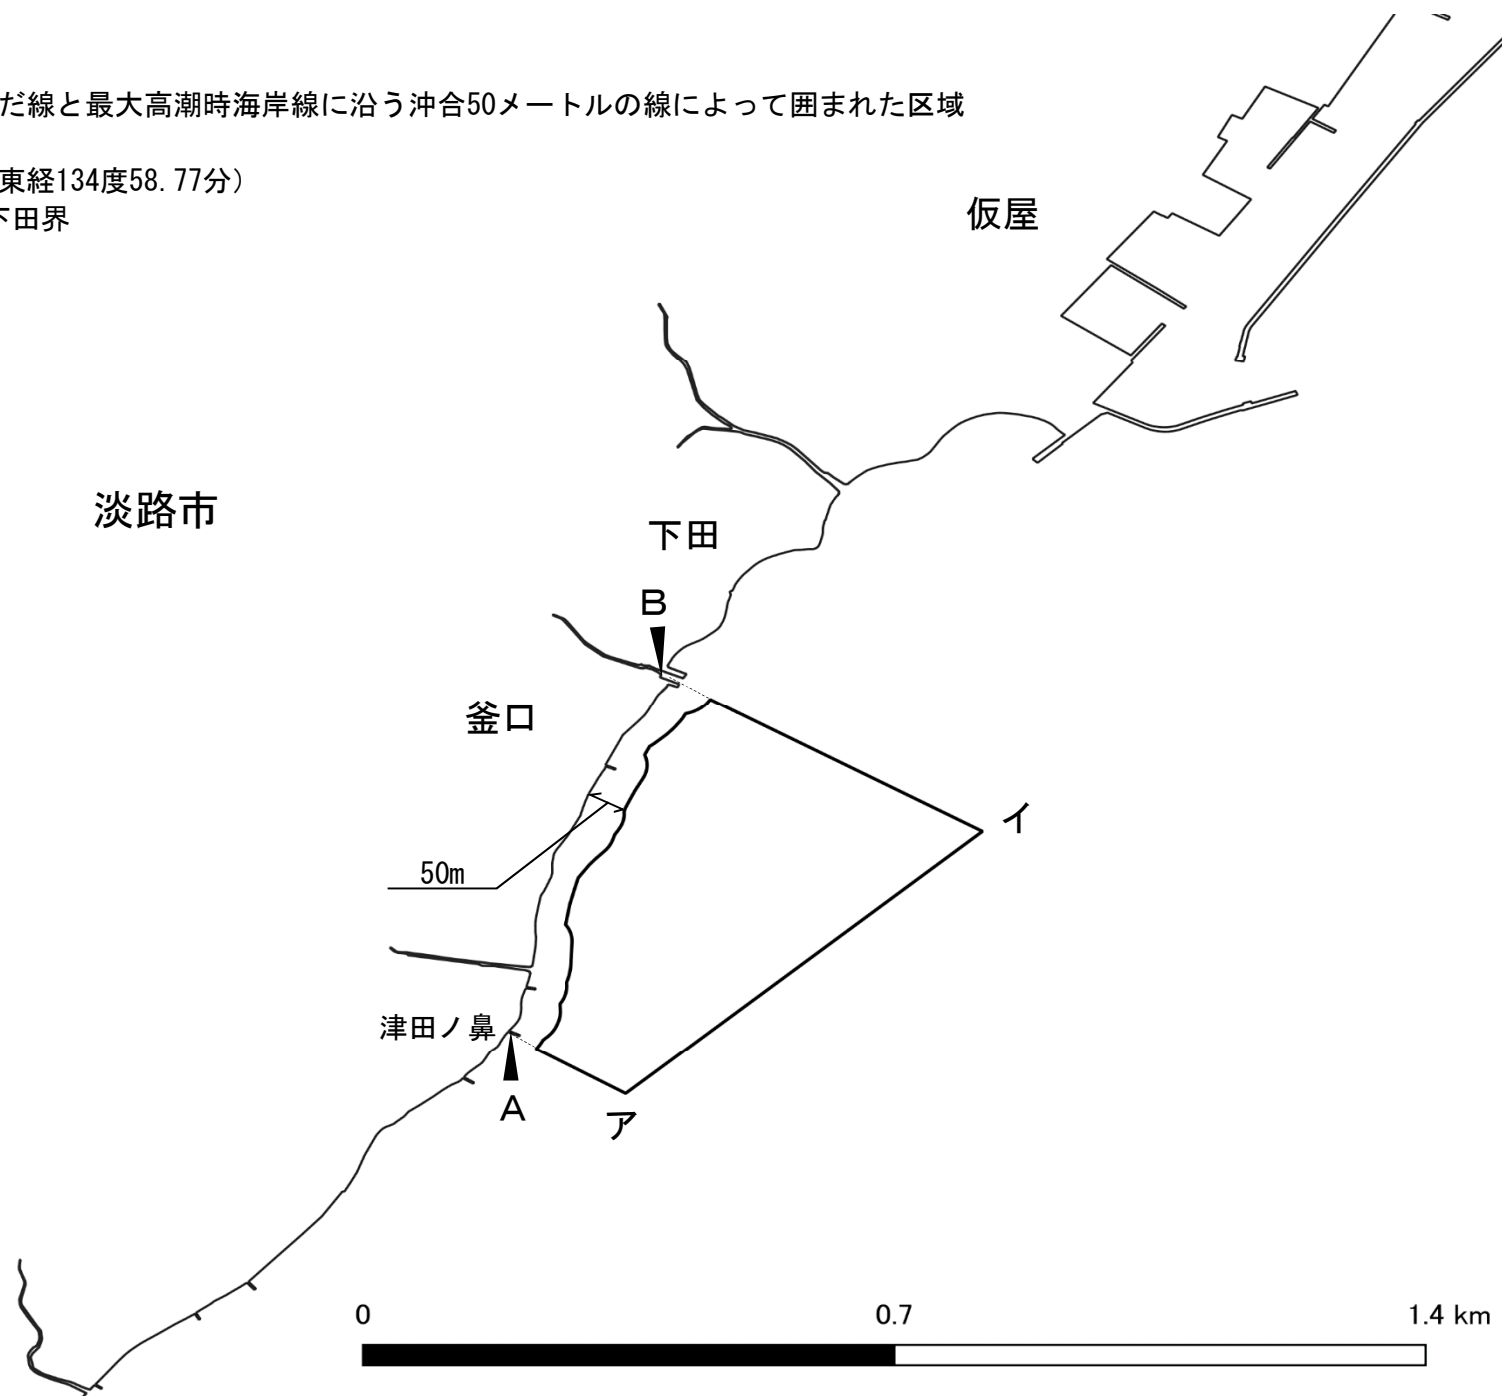 だ線と最大高潮時海岸線に沿う沖合50メートルの線によって囲まれた区域
東経134度58.77分）
下田界
仮屋
淡路市
下田
B
釜口
イ
50m
津田ノ鼻
A
ア
0 0.7 1.4 km